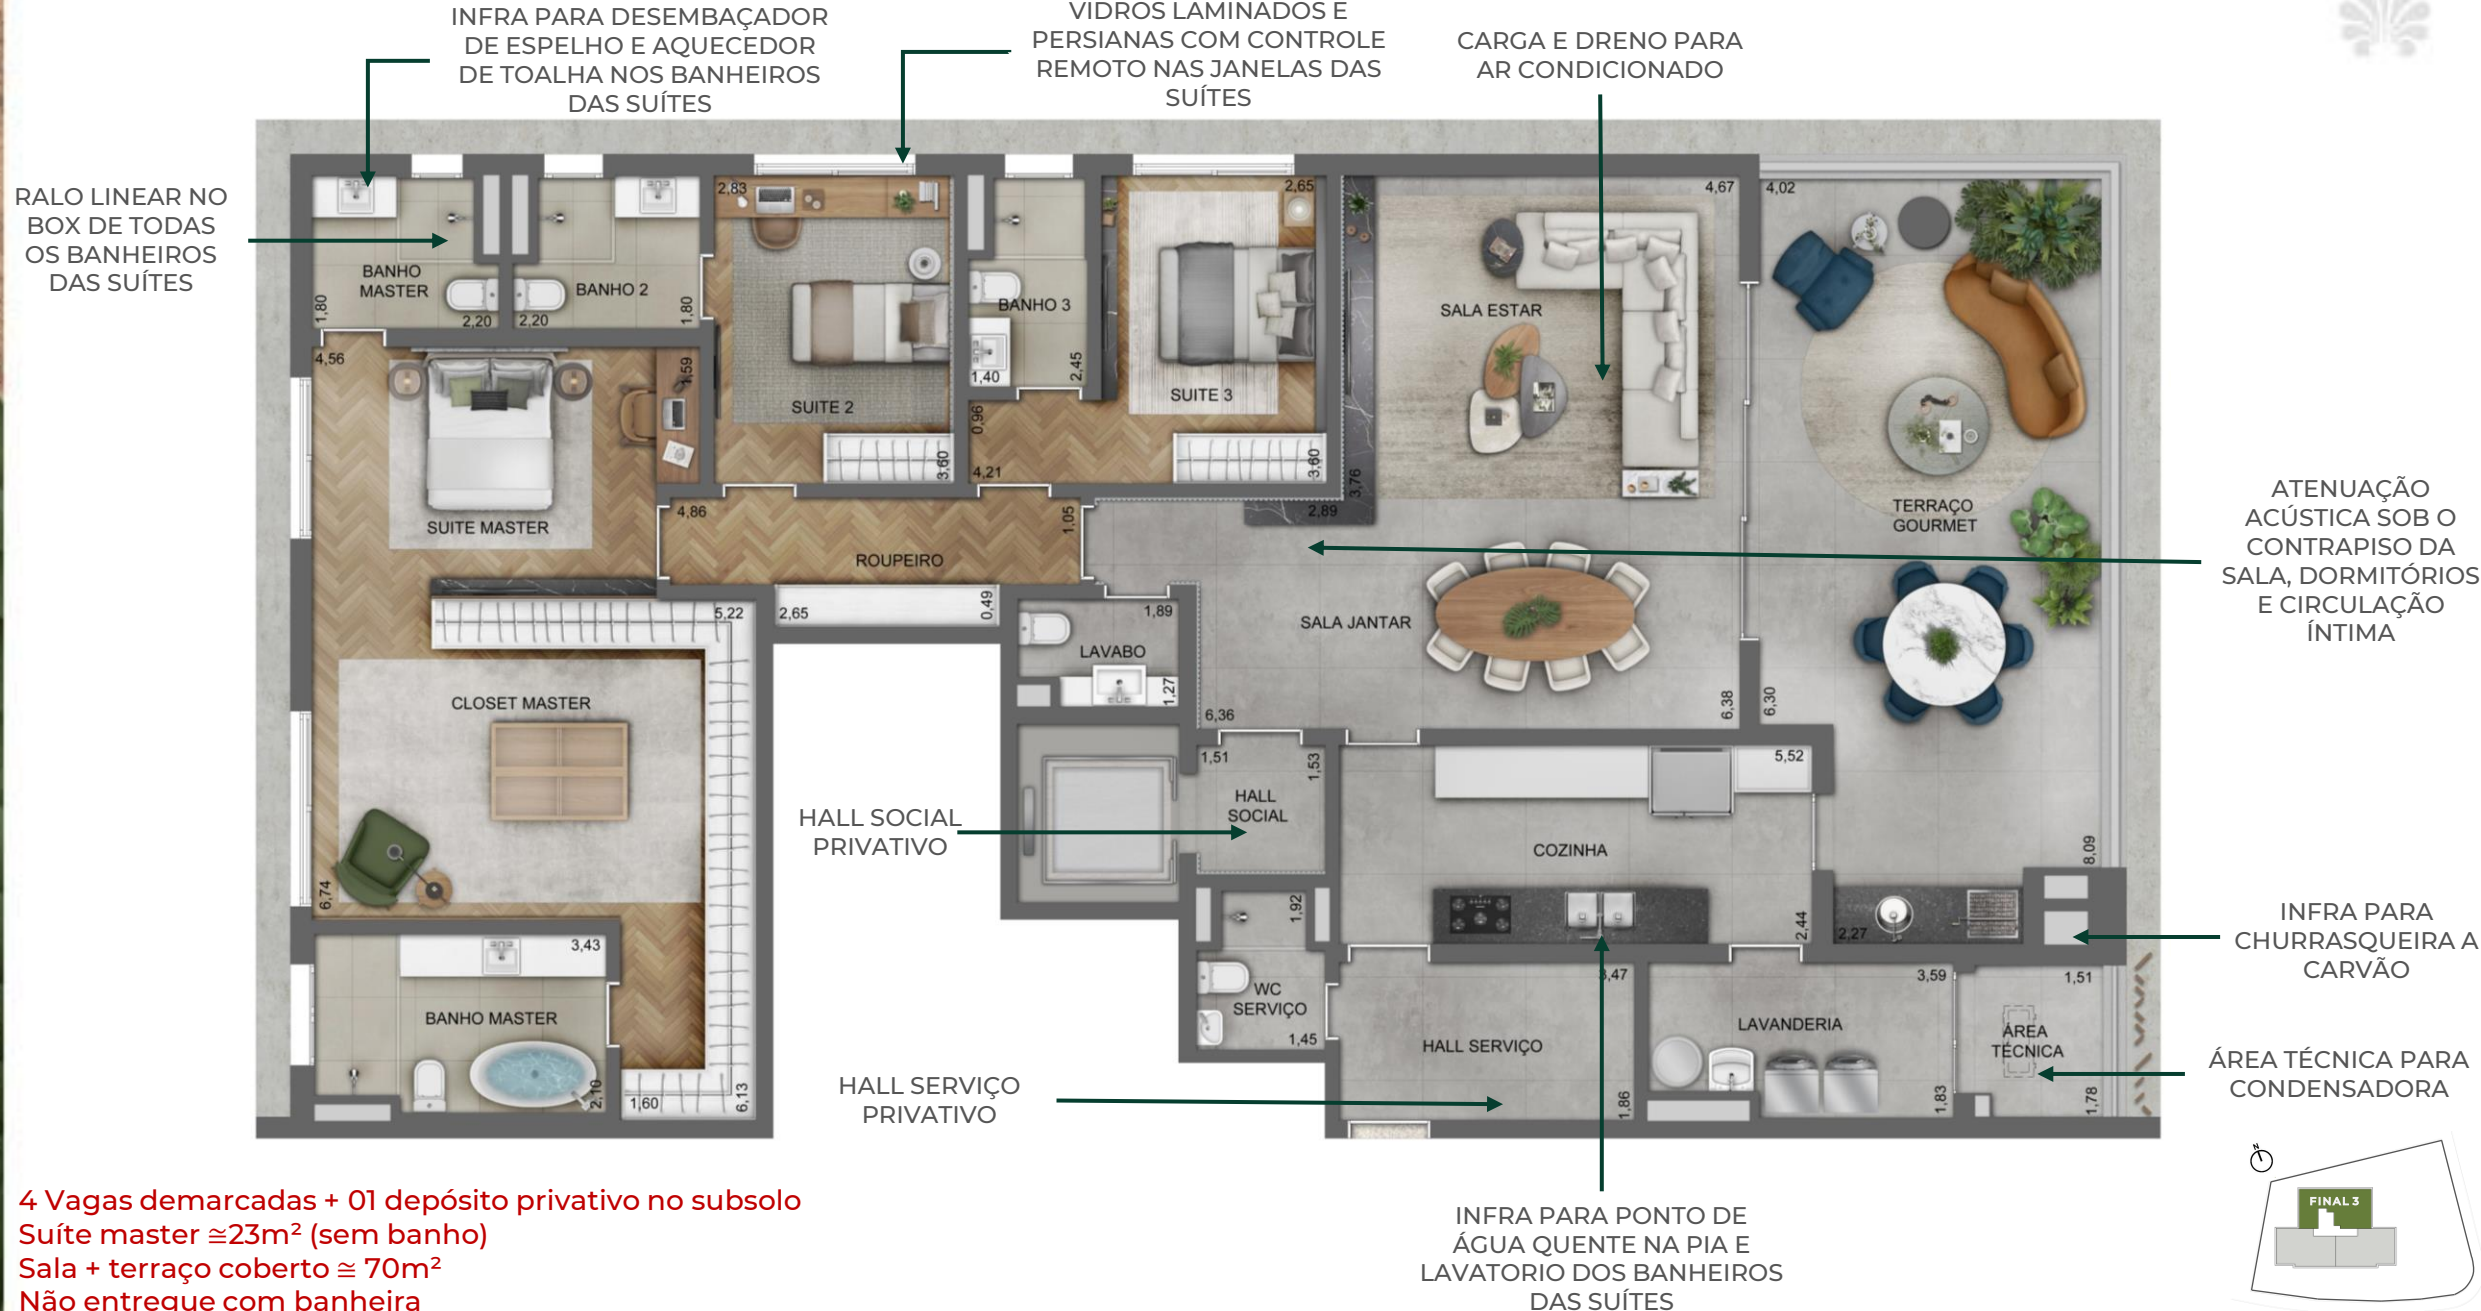 INFRA PARA DESEMBAÇADOR
DE ESPELHO E AQUECEDOR
DE TOALHA NOS BANHEIROS
DAS SUÍTES
VIDROS LAMINADOS E
PERSIANAS COM CONTROLE
REMOTO NAS JANELAS DAS
SUÍTES
CARGA E DRENO PARA
AR CONDICIONADO
RALO LINEAR NO
BOX DE TODAS
OS BANHEIROS
DAS SUÍTES
BANHO
MASTER
1,80
2,20
BANHO 2
2,20
1,80
2,83
SUITE 2
3,60
BANHO 3
1,40
2,45
0,96
4,21
2,65
SUITE 3
3,60
4,67
SALA ESTAR
3,76
2,89
4,02
TERRAÇO
GOURMET
4,56
1,59
SUITE MASTER
4,86
1,05
ROUPEIRO
2,65
0,49
5,22
CLOSET MASTER
6,74
1,89
LAVABO
1,27
SALA JANTAR
6,36
6,38
6,30
ATENUAÇÃO
ACÚSTICA SOB O
CONTRAPISO DA
SALA, DORMITÓRIOS
E CIRCULAÇÃO
ÍNTIMA
1,51
1,53
HALL
SOCIAL
HALL SOCIAL
PRIVATIVO
5,52
COZINHA
2,44
8,09
2,27
INFRA PARA
CHURRASQUEIRA A
CARVÃO
3,43
BANHO MASTER
2,10
1,60
6,13
1,92
WC
SERVIÇO
1,45
3,47
HALL SERVIÇO
1,86
HALL SERVIÇO
PRIVATIVO
3,59
LAVANDERIA
1,83
1,51
ÁREA
TÉCNICA
1,78
ÁREA TÉCNICA PARA
CONDENSADORA
N
FINAL 3
INFRA PARA PONTO DE
ÁGUA QUENTE NA PIA E
LAVATORIO DOS BANHEIROS
DAS SUÍTES
4 Vagas demarcadas + 01 depósito privativo no subsolo
Suíte master ≅23m² (sem banho)
Sala + terraço coberto ≅ 70m²
Não entregue com banheira